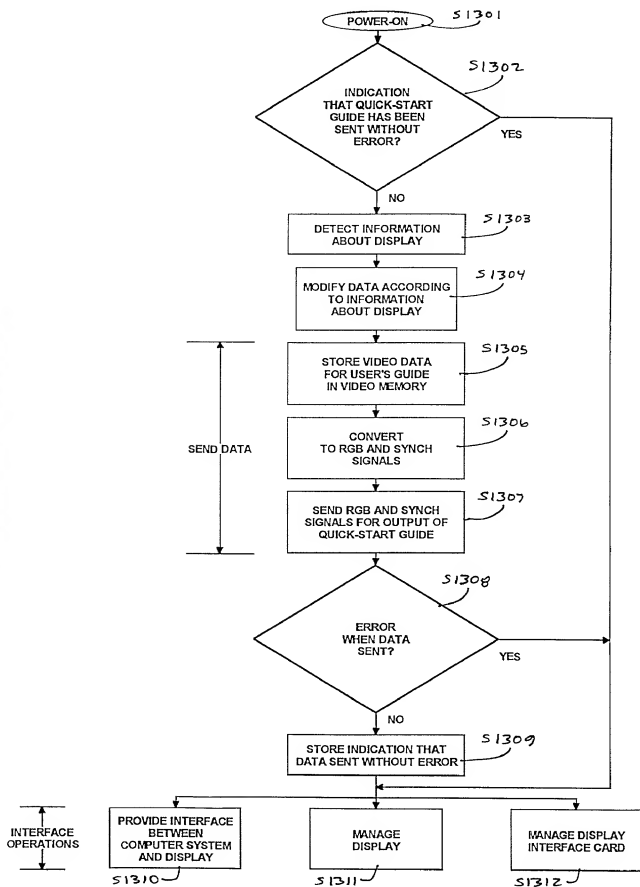 POWER-ON
S1301
S1302
INDICATION
THAT QUICK-START
GUIDE HAS BEEN
SENT WITHOUT
ERROR?
YES
NO
S1303
DETECT INFORMATION
ABOUT DISPLAY
S1304
MODIFY DATA ACCORDING
TO INFORMATION
ABOUT DISPLAY
S1305
STORE VIDEO DATA
FOR USER'S GUIDE
IN VIDEO MEMORY
SEND DATA
S1306
CONVERT
TO RGB AND SYNCH
SIGNALS
S1307
SEND RGB AND SYNCH
SIGNALS FOR OUTPUT OF
QUICK-START GUIDE
S1308
ERROR
WHEN DATA
SENT?
YES
NO
S1309
STORE INDICATION THAT
DATA SENT WITHOUT ERROR
INTERFACE
OPERATIONS
PROVIDE INTERFACE
BETWEEN
COMPUTER SYSTEM
AND DISPLAY
S1310
MANAGE
DISPLAY
S1311
MANAGE DISPLAY
INTERFACE CARD
S1312